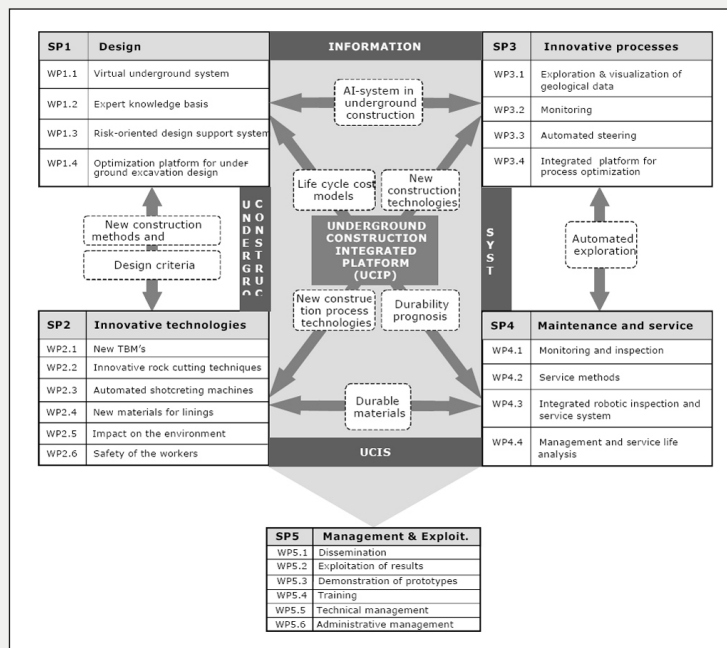 SP1 Design
WP1.1 Virtual underground system
WP1.2 Expert knowledge basis
WP1.3 Risk-oriented design support system
WP1.4 Optimization platform for under-
ground excavation design
INFORMATION
SP3 Innovative processes
WP3.1 Exploration & visualization of
geological data
WP3.2 Monitoring
WP3.3 Automated steering
WP3.4 Integrated platform for
process optimization
AI-system in
underground
construction
Life cycle cost
models
New
construction
technologies
New construction
methods and
Design criteria
UNDERGRO
CONSTRUC
UNDERGROUND
CONSTRUCTION
INTEGRATED
PLATFORM
(UCIP)
SYST
Automated
exploration
New constru-
tion process
technologies
Durability
prognosis
SP2 Innovative technologies
WP2.1 New TBM's
WP2.2 Innovative rock cutting techniques
WP2.3 Automated shotcreting machines
WP2.4 New materials for linings
WP2.5 Impact on the environment
WP2.6 Safety of the workers
Durable
materials
UCIS
SP4 Maintenance and service
WP4.1 Monitoring and inspection
WP4.2 Service methods
WP4.3 Integrated robotic inspection and
service system
WP4.4 Management and service life
analysis
SP5 Management & Exploit.
WP5.1 Dissemination
WP5.2 Exploitation of results
WP5.3 Demonstration of prototypes
WP5.4 Training
WP5.5 Technical management
WP5.6 Administrative management